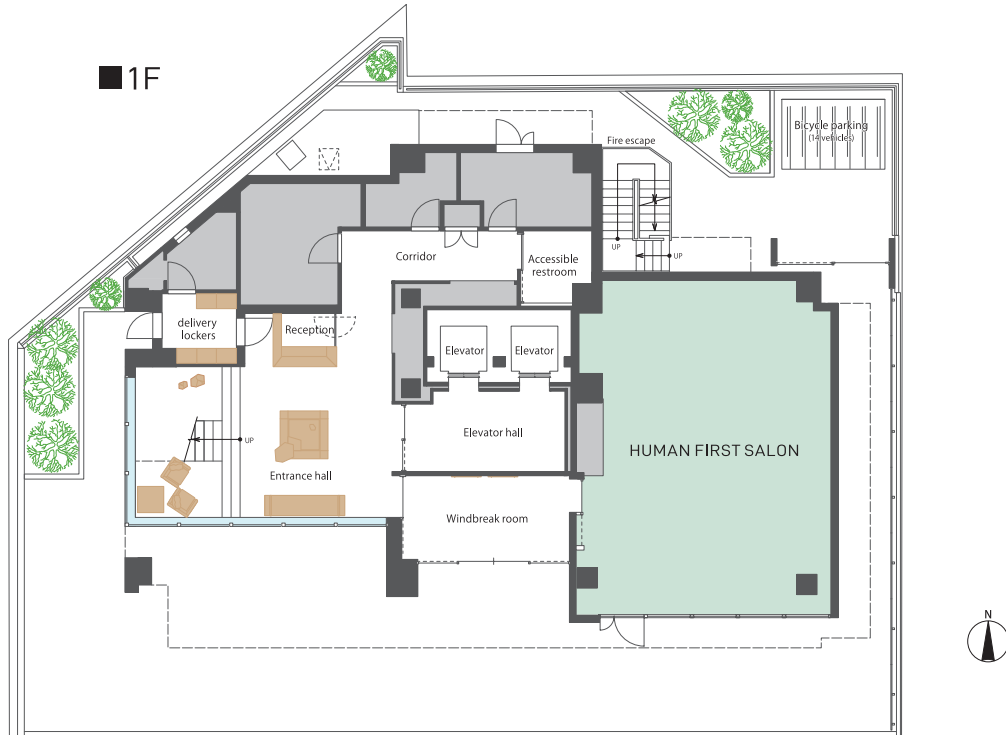 ■1F
Bicycle parking
(14 vehicles)
Fire escape
UP
UP
Corridor
Accessible
restroom
delivery
lockers
Reception
Elevator
Elevator
UP
Elevator hall
HUMAN FIRST SALON
Entrance hall
Windbreak room
N